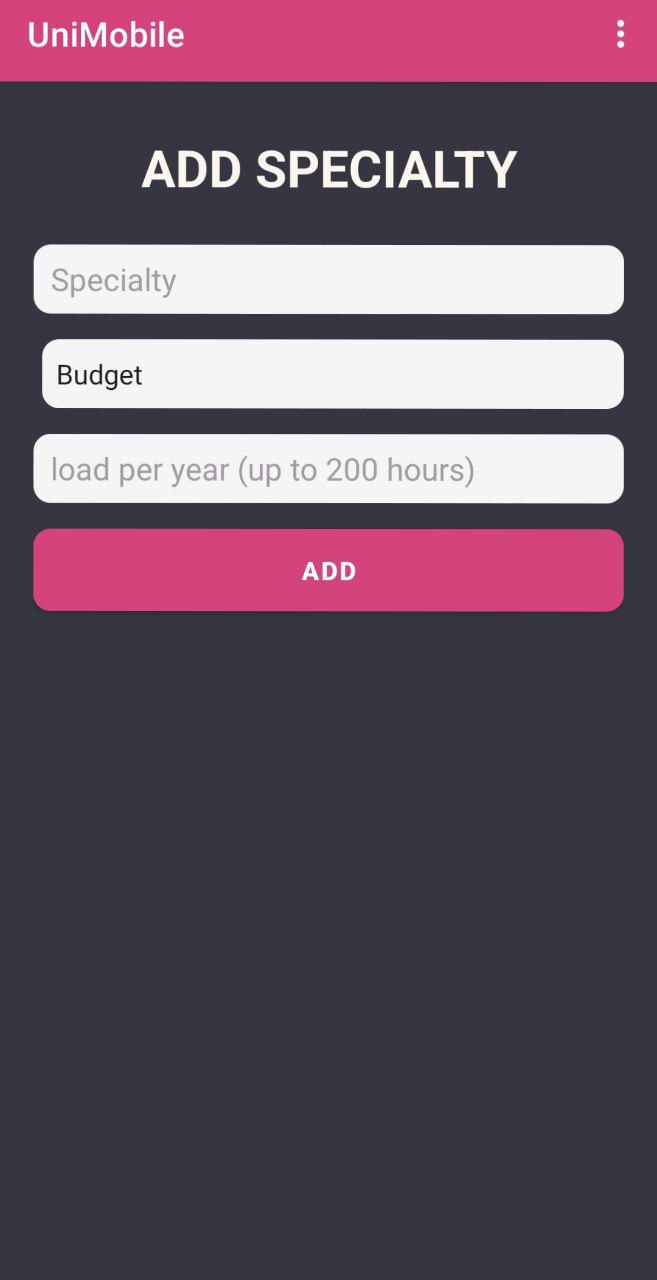 UniMobile
ADD SPECIALTY
Specialty
Budget
load per year (up to 200 hours)
ADD